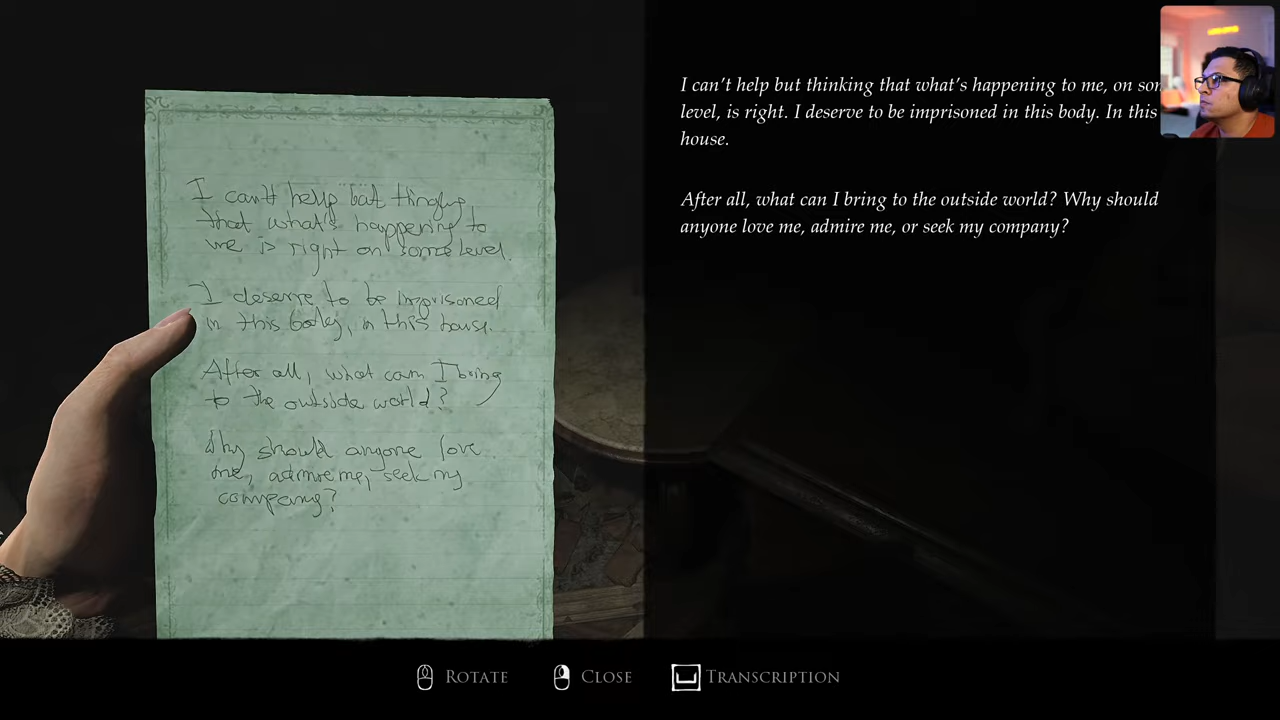 I can't help but thinking
that what's happening to
me is right on some level.
I deserve to be imprisoned
in this body, in this house.
After all, what can I bring
to the outside world?
Why should anyone love
me, admire me, seek my
company?
I can't help but thinking that what's happening to me, on som
level, is right. I deserve to be imprisoned in this body. In this
house.
After all, what can I bring to the outside world? Why should
anyone love me, admire me, or seek my company?
ROTATE
CLOSE
TRANSCRIPTION